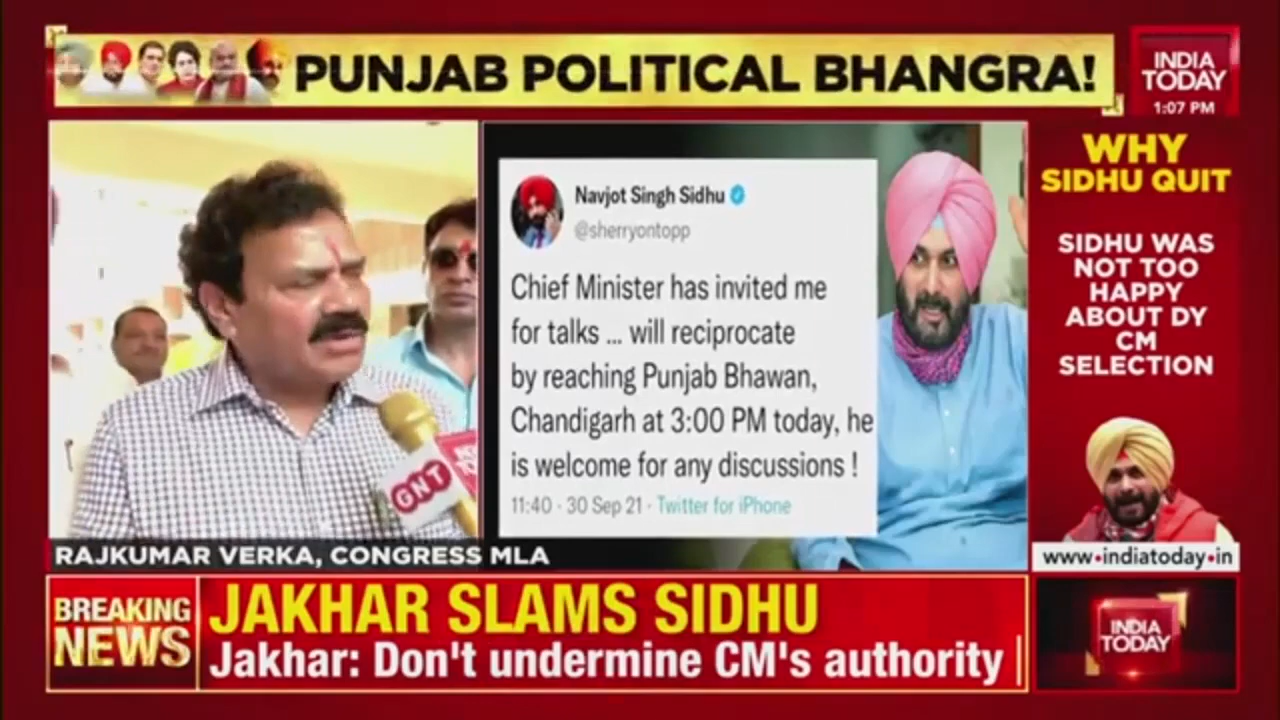 PUNJAB POLITICAL BHANGRA!
INDIA
TODAY
1:07 PM
Navjot Singh Sidhu
@sherryontopp
Chief Minister has invited me
for talks ... will reciprocate
by reaching Punjab Bhawan,
Chandigarh at 3:00 PM today, he
is welcome for any discussions !
11:40 · 30 Sep 21 · Twitter for iPhone
WHY
SIDHU QUIT
SIDHU WAS
NOT TOO
HAPPY
ABOUT DY
CM
SELECTION
www•indiatoday•in
GNT
RAJKUMAR VERKA, CONGRESS MLA
BREAKING
NEWS
JAKHAR SLAMS SIDHU
Jakhar: Don't undermine CM's authority
INDIA
TODAY